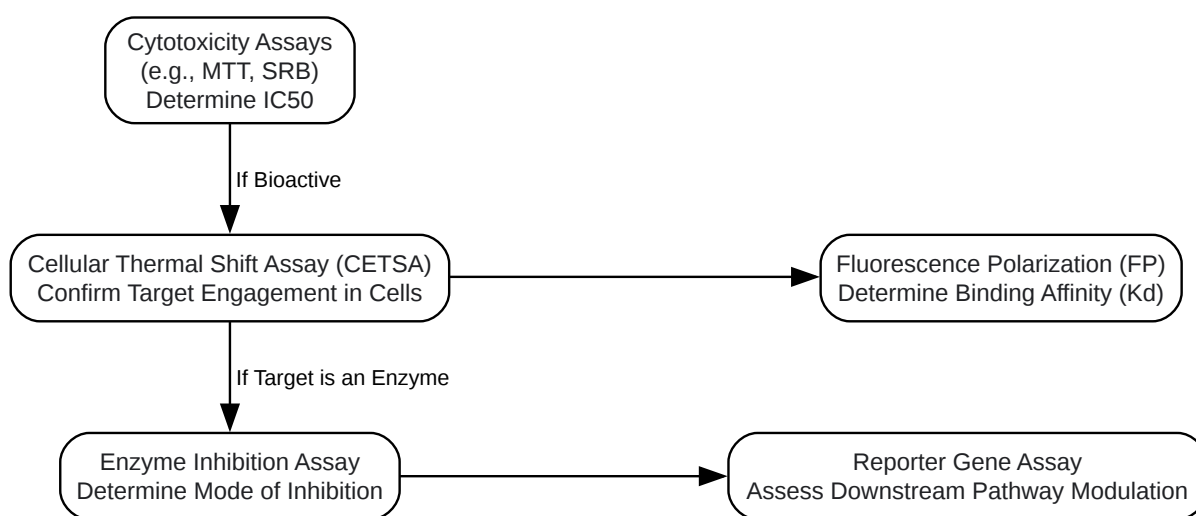 Cytotoxicity Assays
(e.g., MTT, SRB)
Determine IC50
If Bioactive
Cellular Thermal Shift Assay (CETSA)
Confirm Target Engagement in Cells
Fluorescence Polarization (FP)
Determine Binding Affinity (Kd)
If Target is an Enzyme
Enzyme Inhibition Assay
Determine Mode of Inhibition
Reporter Gene Assay
Assess Downstream Pathway Modulation